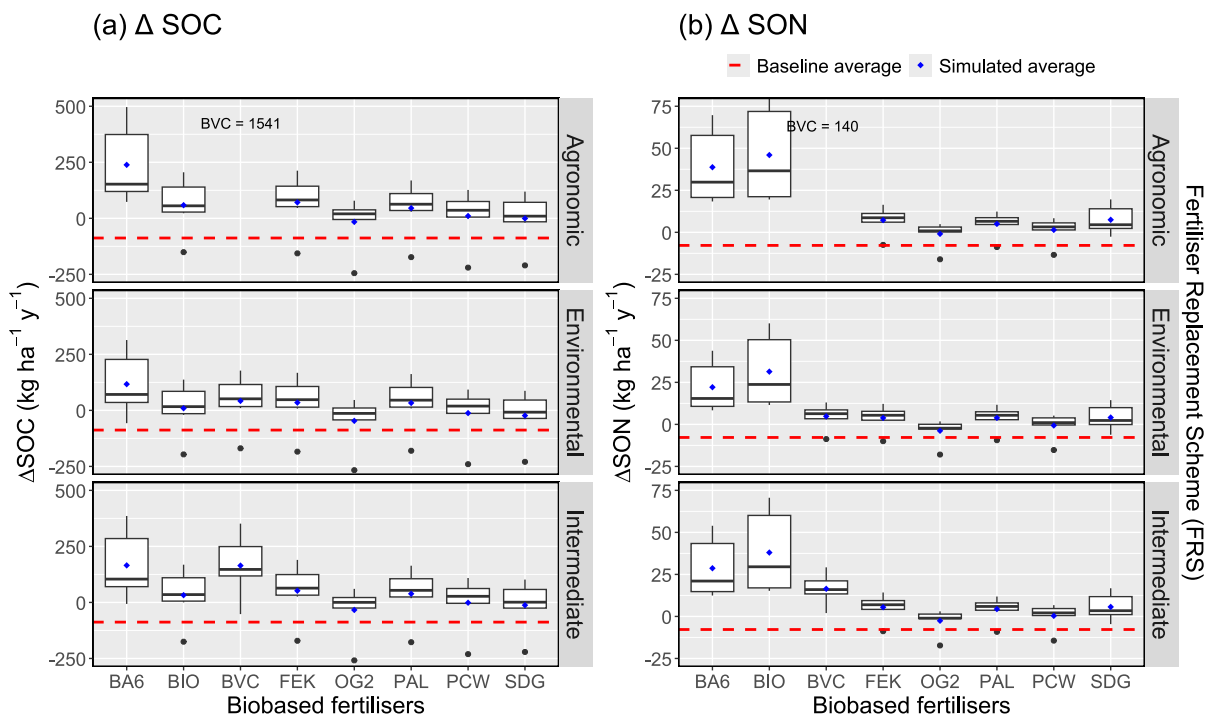 (a) Δ SOC
(b) Δ SON
Baseline average
Simulated average
500
250
0
-250
BVC = 1541
Agronomic
500
250
0
-250
Environmental
500
250
0
-250
Intermediate
ΔSOC (kg ha⁻¹ y⁻¹)
BA6 BIO BVC FEK OG2 PAL PCW SDG
Biobased fertilisers
75
50
25
0
-25
BVC = 140
Agronomic
75
50
25
0
-25
Environmental
75
50
25
0
-25
Intermediate
ΔSON (kg ha⁻¹ y⁻¹)
BA6 BIO BVC FEK OG2 PAL PCW SDG
Biobased fertilisers
Fertiliser Replacement Scheme (FRS)